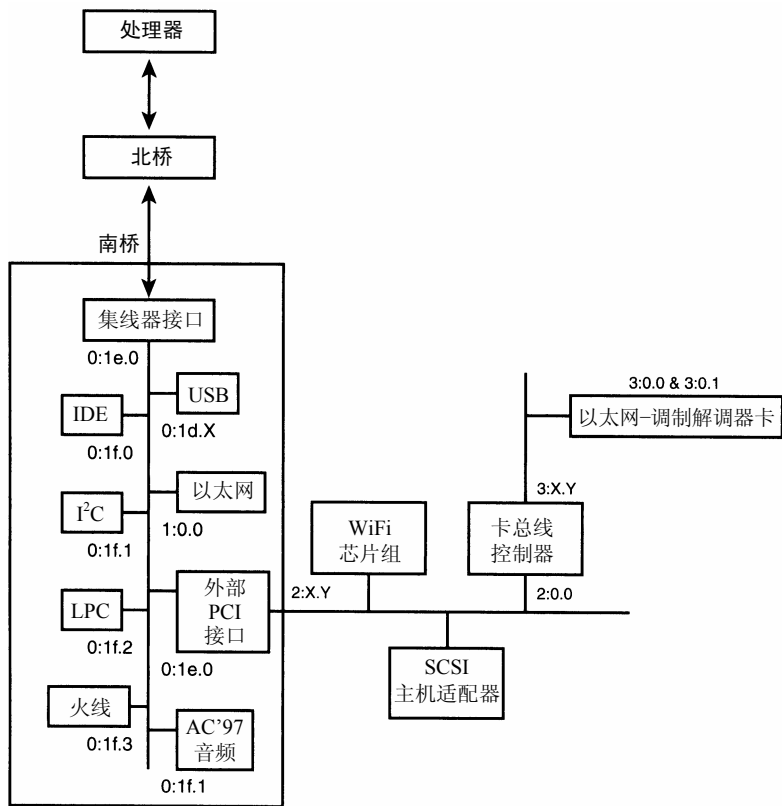 处理器
北桥
南桥
集线器接口
0:1e.0
USB
IDE
0:1d.X
0:1f.0
以太网
I²C
1:0.0
0:1f.1
外部
PCI
接口
LPC
0:1f.2
0:1e.0
火线
AC’97
音频
0:1f.3
0:1f.1
2:X.Y
WiFi
芯片组
SCSI
主机适配器
3:0.0 & 3:0.1
以太网–调制解调器卡
3:X.Y
卡总线
控制器
2:0.0